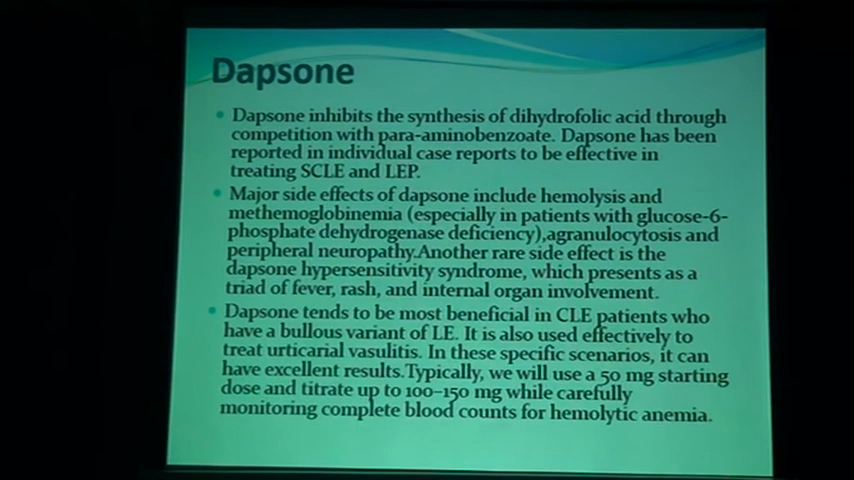 Dapsone
Dapsone inhibits the synthesis of dihydrofolic acid through
competition with para-aminobenzoate. Dapsone has been
reported in individual case reports to be effective in
treating SCLE and LEP.
Major side effects of dapsone include hemolysis and
methemoglobinemia (especially in patients with glucose-6-
phosphate dehydrogenase deficiency),agranulocytosis and
peripheral neuropathy.Another rare side effect is the
dapsone hypersensitivity syndrome, which presents as a
triad of fever, rash, and internal organ involvement.
Dapsone tends to be most beneficial in CLE patients who
have a bullous variant of LE. It is also used effectively to
treat urticarial vasulitis. In these specific scenarios, it can
have excellent results.Typically, we will use a 50 mg starting
dose and titrate up to 100–150 mg while carefully
monitoring complete blood counts for hemolytic anemia.